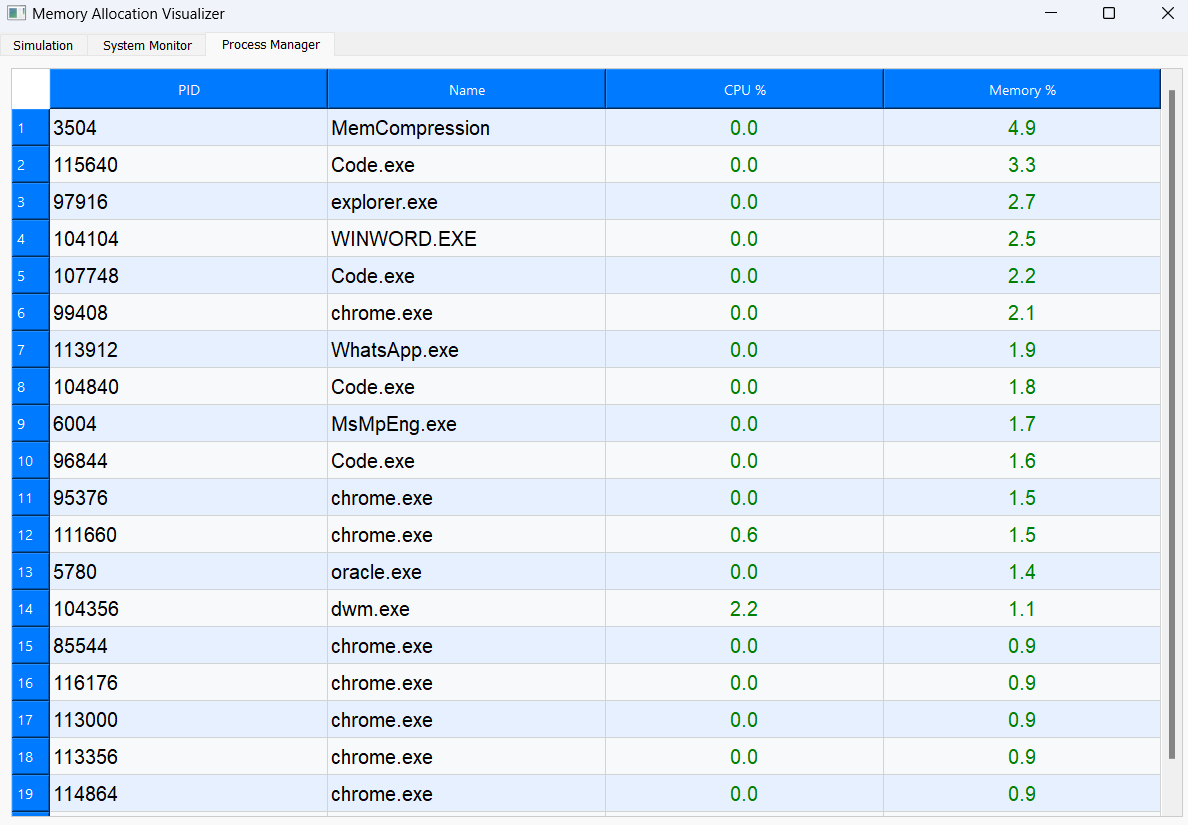 Memory Allocation Visualizer
Simulation System Monitor Process Manager
PID Name CPU % Memory %
1 3504 MemCompression 0.0 4.9
2 115640 Code.exe 0.0 3.3
3 97916 explorer.exe 0.0 2.7
4 104104 WINWORD.EXE 0.0 2.5
5 107748 Code.exe 0.0 2.2
6 99408 chrome.exe 0.0 2.1
7 113912 WhatsApp.exe 0.0 1.9
8 104840 Code.exe 0.0 1.8
9 6004 MsMpEng.exe 0.0 1.7
10 96844 Code.exe 0.0 1.6
11 95376 chrome.exe 0.0 1.5
12 111660 chrome.exe 0.6 1.5
13 5780 oracle.exe 0.0 1.4
14 104356 dwm.exe 2.2 1.1
15 85544 chrome.exe 0.0 0.9
16 116176 chrome.exe 0.0 0.9
17 113000 chrome.exe 0.0 0.9
18 113356 chrome.exe 0.0 0.9
19 114864 chrome.exe 0.0 0.9